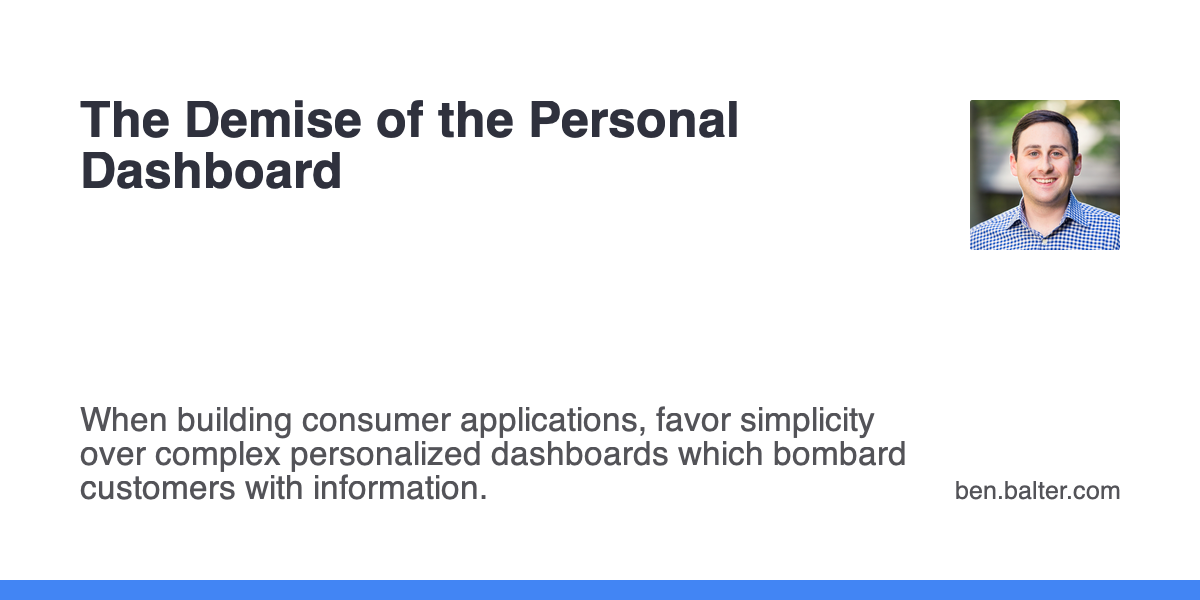 The Demise of the Personal
Dashboard
When building consumer applications, favor simplicity
over complex personalized dashboards which bombard
customers with information.
ben.balter.com